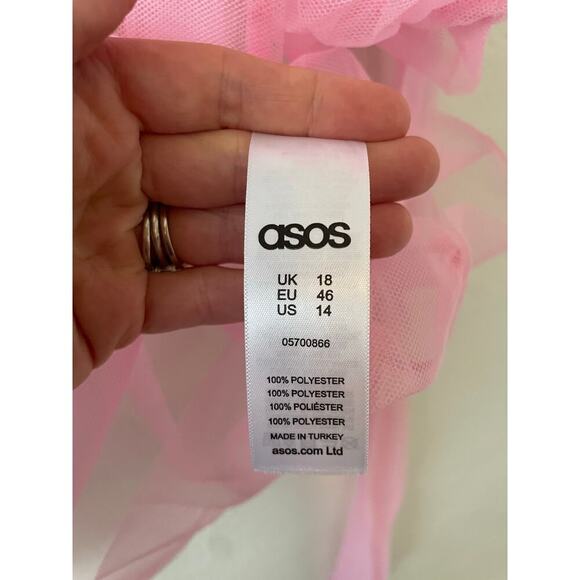 asos
UK 18
EU 46
US 14
05700866
100% POLYESTER
100% POLYESTER
100% POLIÉSTER
100% POLYESTER
MADE IN TURKEY
asos.com Ltd